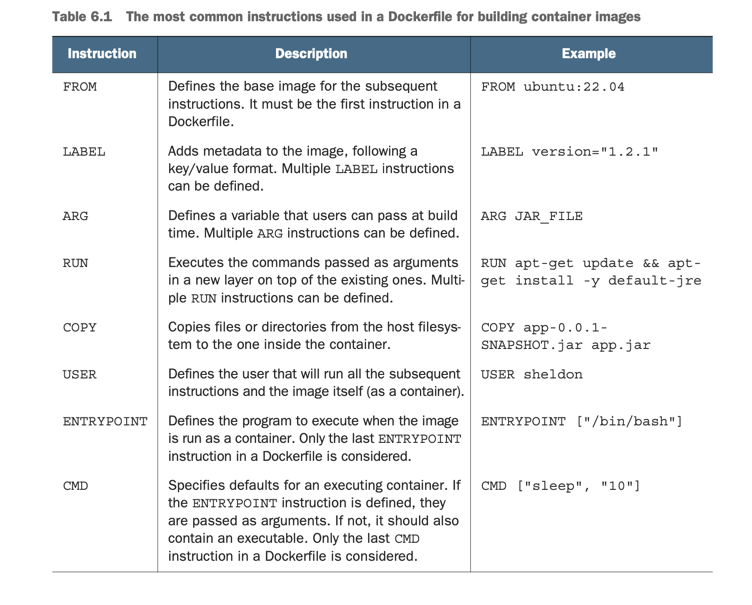 Table 6.1 The most common instructions used in a Dockerfile for building container images
Instruction Description Example
FROM Defines the base image for the subsequent FROM ubuntu:22.04
instructions. It must be the first instruction in a
Dockerfile.
LABEL Adds metadata to the image, following a LABEL version="1.2.1"
key/value format. Multiple LABEL instructions
can be defined.
ARG Defines a variable that users can pass at build ARG JAR_FILE
time. Multiple ARG instructions can be defined.
RUN Executes the commands passed as arguments RUN apt-get update && apt-
in a new layer on top of the existing ones. Multi- get install -y default-jre
ple RUN instructions can be defined.
COPY Copies files or directories from the host filesys- COPY app-0.0.1-
tem to the one inside the container. SNAPSHOT.jar app.jar
USER Defines the user that will run all the subsequent USER sheldon
instructions and the image itself (as a container).
ENTRYPOINT Defines the program to execute when the image ENTRYPOINT ["/bin/bash"]
is run as a container. Only the last ENTRYPOINT
instruction in a Dockerfile is considered.
CMD Specifies defaults for an executing container. If CMD ["sleep", "10"]
the ENTRYPOINT instruction is defined, they
are passed as arguments. If not, it should also
contain an executable. Only the last CMD
instruction in a Dockerfile is considered.